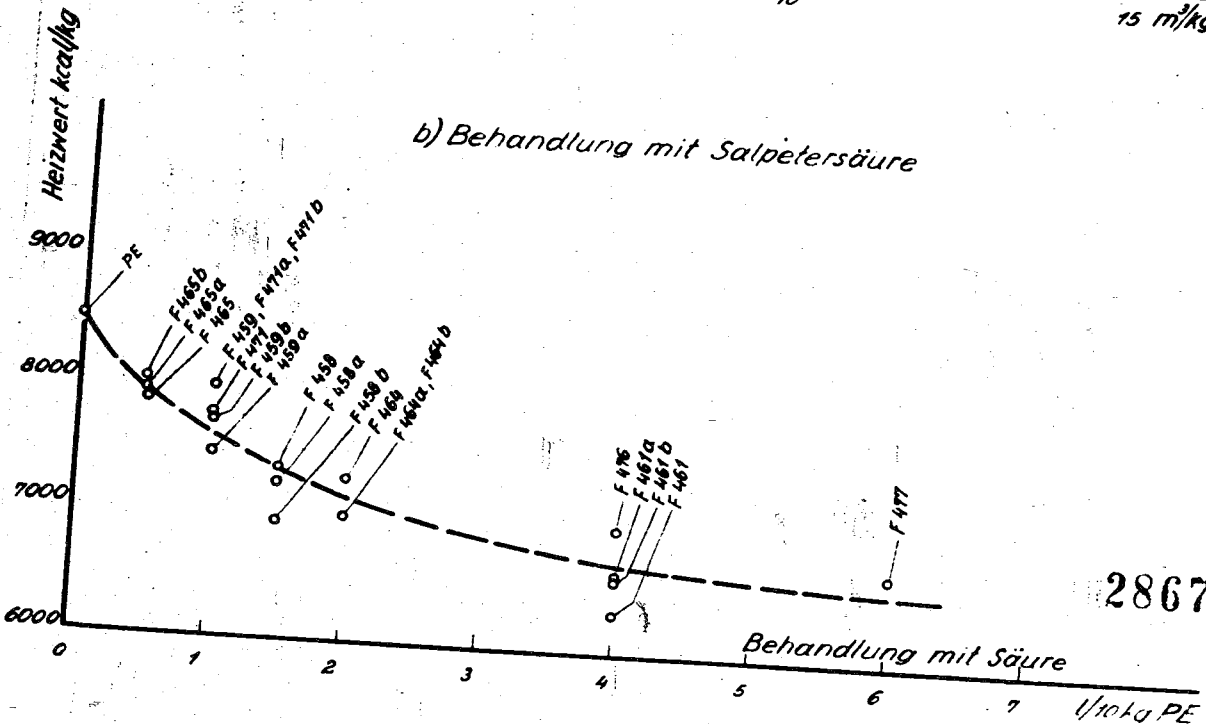 10
15 m³/kg
Heizwert kcal/kg
b) Behandlung mit Salpetersäure
9000
8000
7000
6000
PE
F 465b
F 465a
F 465
F 459, F 471a, F 471b
F 471
F 459b
F 459a
F 458
F 458a
F 458b
F 464
F 464a, F 464b
F 476
F 461a
F 461b
F 461
F 477
2867
Behandlung mit Säure
0
1
2
3
4
5
6
7
l/10kg PE